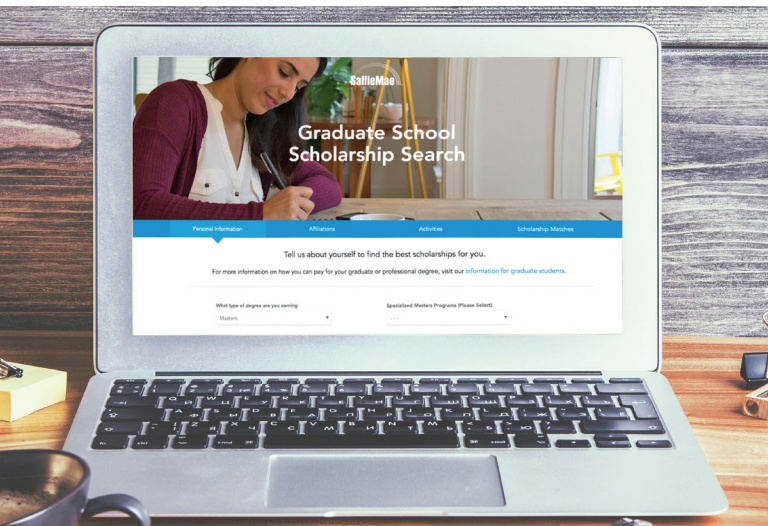 SallieMae
Graduate School
Scholarship Search
Personal Information
Affiliations
Activities
Scholarship Matches
Tell us about yourself to find the best scholarships for you.
For more information on how you can pay for your graduate or professional degree, visit our information for graduate students.
What type of degree are you earning
Specialized Masters Programs (Please Select)
Masters
- - -